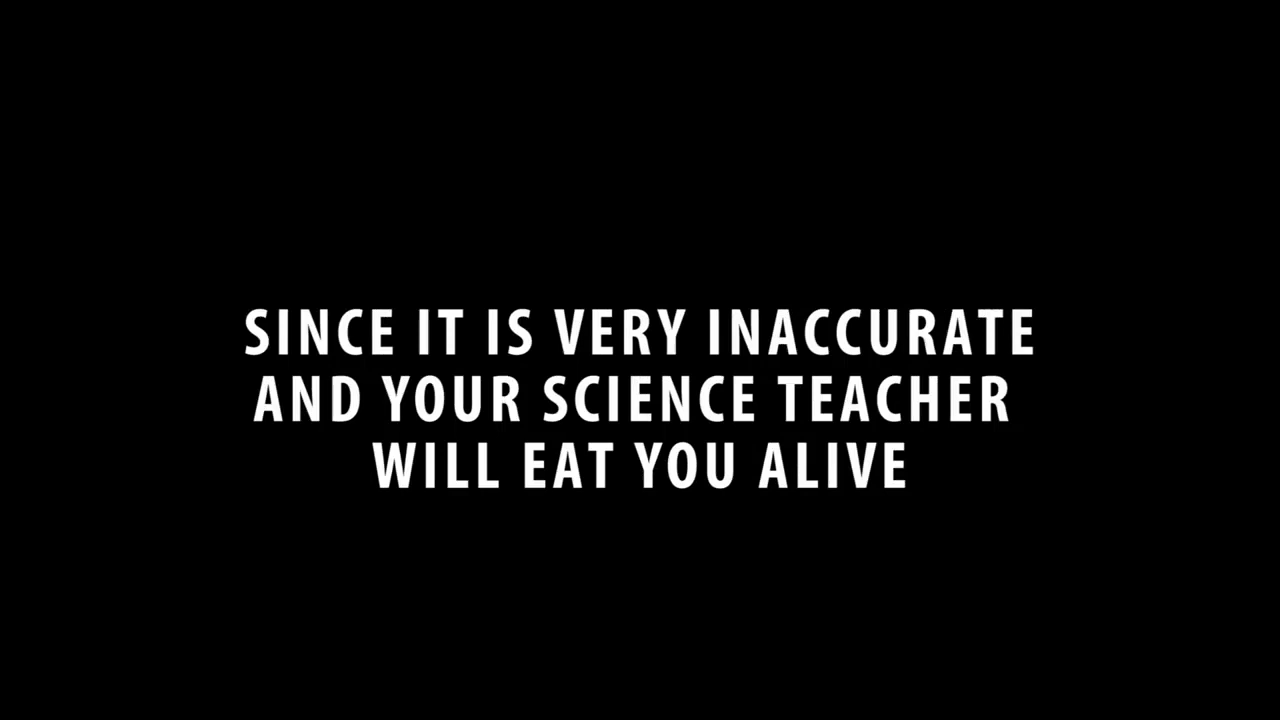 SINCE IT IS VERY INACCURATE
AND YOUR SCIENCE TEACHER
WILL EAT YOU ALIVE